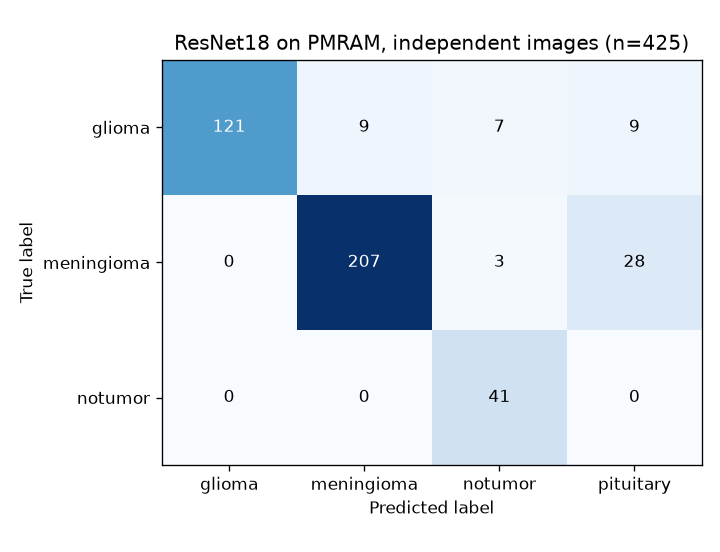 ResNet18 on PMRAM, independent images (n=425)
True label
glioma 121 9 7 9
meningioma 0 207 3 28
notumor 0 0 41 0
glioma meningioma notumor pituitary
Predicted label